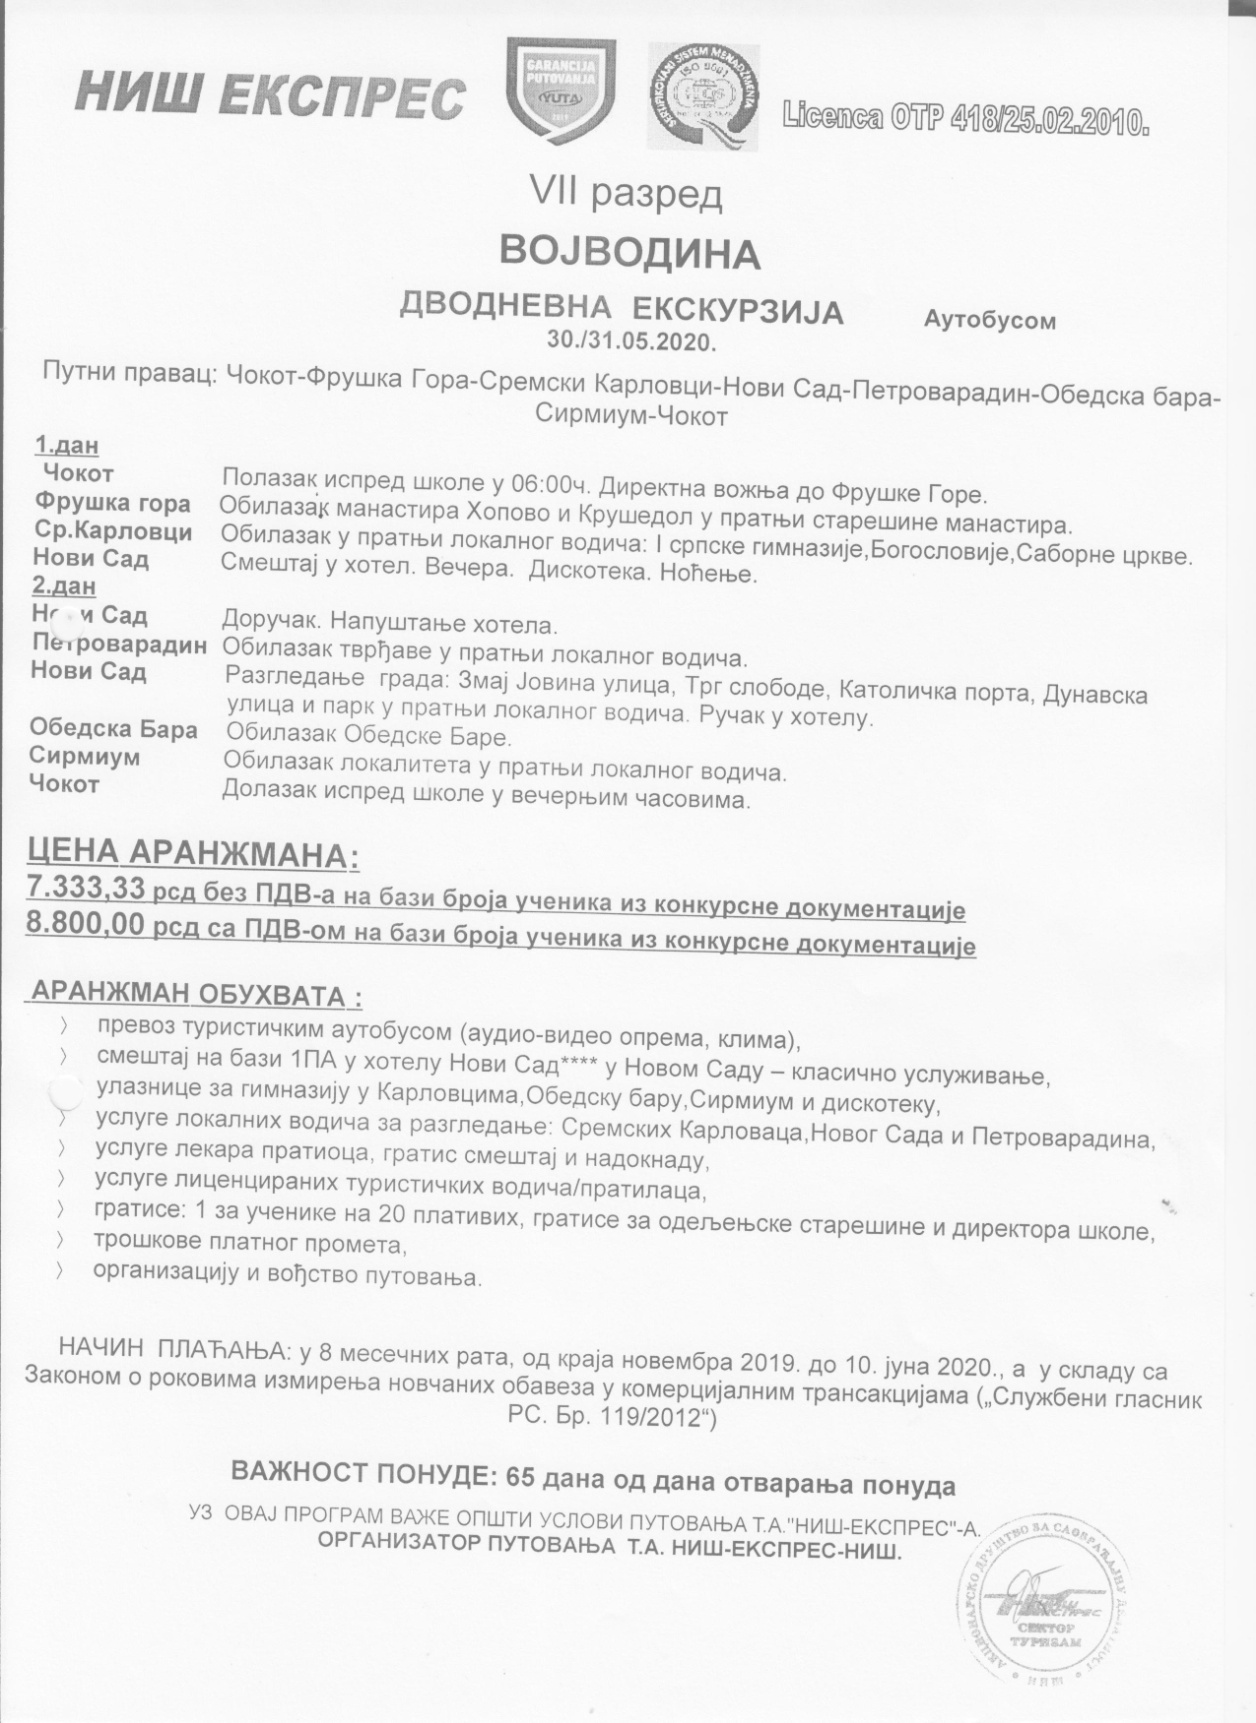 НИШ ЕКСПРЕС
GARANCIJA
PUTOVANJA
YUTA
SERTIFIKOVANI SISTEM MENADŽMENTA
ISO 9001
Licenca OTP 418/25.02.2010.
VII разред
ВОЈВОДИНА
ДВОДНЕВНА ЕКСКУРЗИЈА Аутобусом
30./31.05.2020.
Путни правац: Чокот-Фрушка Гора-Сремски Карловци-Нови Сад-Петроварадин-Обедска бара-
Сирмиум-Чокот
1.дан
Чокот Полазак испред школе у 06:00ч. Директна вожња до Фрушке Горе.
Фрушка гора Обилазак манастира Хопово и Крушедол у пратњи старешине манастира.
Ср.Карловци Обилазак у пратњи локалног водича: I српске гимназије,Богословије,Саборне цркве.
Нови Сад Смештај у хотел. Вечера. Дискотека. Ноћење.
2.дан
Нови Сад Доручак. Напуштање хотела.
Петроварадин Обилазак тврђаве у пратњи локалног водича.
Нови Сад Разгледање града: Змај Јовина улица, Трг слободе, Католичка порта, Дунавска
улица и парк у пратњи локалног водича. Ручак у хотелу.
Обедска Бара Обилазак Обедске Баре.
Сирмиум Обилазак локалитета у пратњи локалног водича.
Чокот Долазак испред школе у вечерњим часовима.
ЦЕНА АРАНЖМАНА:
7.333,33 рсд без ПДВ-а на бази броја ученика из конкурсне документације
8.800,00 рсд са ПДВ-ом на бази броја ученика из конкурсне документације
АРАНЖМАН ОБУХВАТА :
〉 превоз туристичким аутобусом (аудио-видео опрема, клима),
〉 смештај на бази 1ПА у хотелу Нови Сад**** у Новом Саду – класично услуживање,
улазнице за гимназију у Карловцима,Обедску бару,Сирмиум и дискотеку,
〉 услуге локалних водича за разгледање: Сремских Карловаца,Новог Сада и Петроварадина,
〉 услуге лекара пратиоца, гратис смештај и надокнаду,
〉 услуге лиценцираних туристичких водича/пратилаца,
〉 гратисе: 1 за ученике на 20 плативих, гратисе за одељењске старешине и директора школе,
〉 трошкове платног промета,
〉 организацију и вођство путовања.
НАЧИН ПЛАЋАЊА: у 8 месечних рата, од краја новембра 2019. до 10. јуна 2020., а у складу са
Законом о роковима измирења новчаних обавеза у комерцијалним трансакцијама („Службени гласник
РС. Бр. 119/2012“)
ВАЖНОСТ ПОНУДЕ: 65 дана од дана отварања понуда
УЗ ОВАЈ ПРОГРАМ ВАЖЕ ОПШТИ УСЛОВИ ПУТОВАЊА Т.А."НИШ-ЕКСПРЕС"-А.
ОРГАНИЗАТОР ПУТОВАЊА Т.А. НИШ-ЕКСПРЕС-НИШ.
АКЦИОНАРСКО ДРУШТВО ЗА САОБРАЋАЈНУ ДЕЛАТНОСТ
НИШ
ЕКСПРЕС
СЕКТОР
ТУРИЗАМ
НИШ